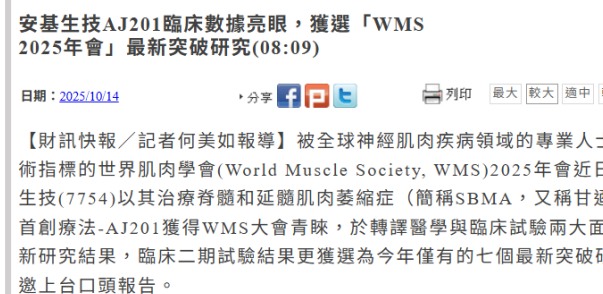 安基生技AJ201臨床數據亮眼，獲選「WMS
2025年會」最新突破研究(08:09)
日期：2025/10/14
分享
列印 最大 較大 適中
【財訊快報／記者何美如報導】被全球神經肌肉疾病領域的專業人士
術指標的世界肌肉學會(World Muscle Society, WMS)2025年會近日
生技(7754)以其治療脊髓和延髓肌肉萎縮症（簡稱SBMA，又稱甘迺
首創療法-AJ201獲得WMS大會青睞，於轉譯醫學與臨床試驗兩大面
新研究結果，臨床二期試驗結果更獲選為今年僅有的七個最新突破研
邀上台口頭報告。